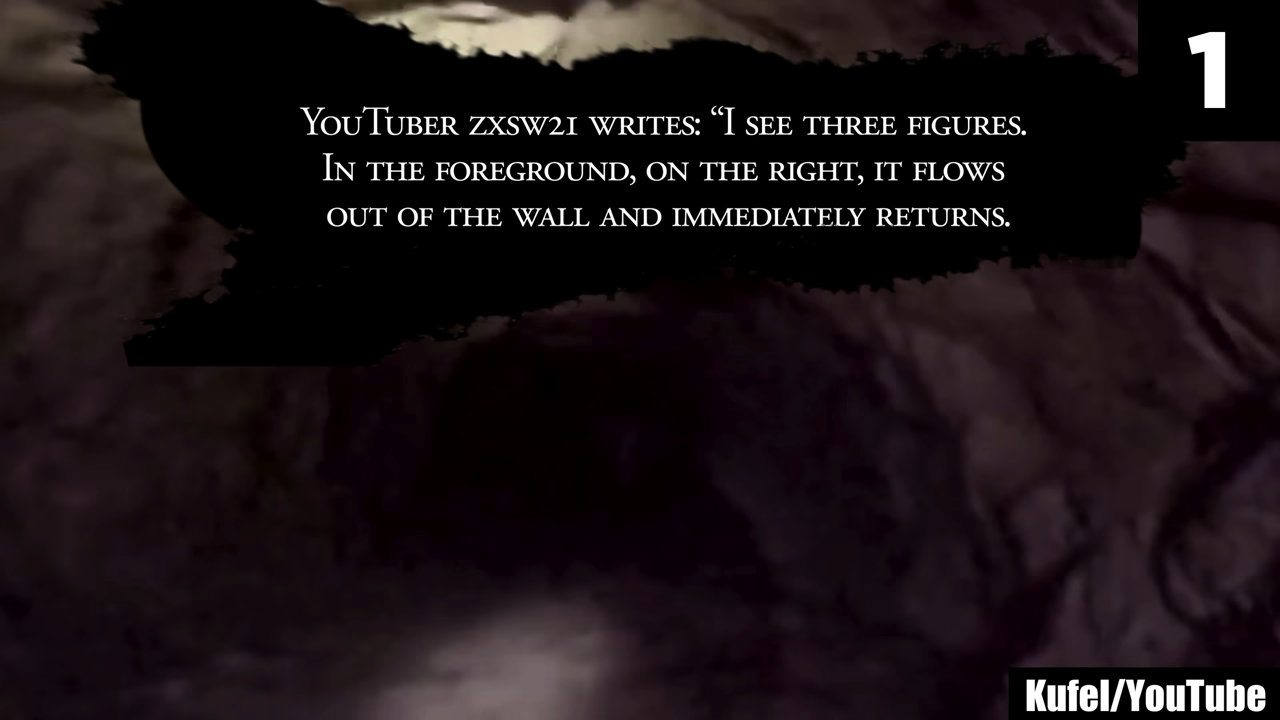 1
YouTuber zxsw21 writes: “I see three figures.
In the foreground, on the right, it flows
out of the wall and immediately returns.
Kufel/YouTube